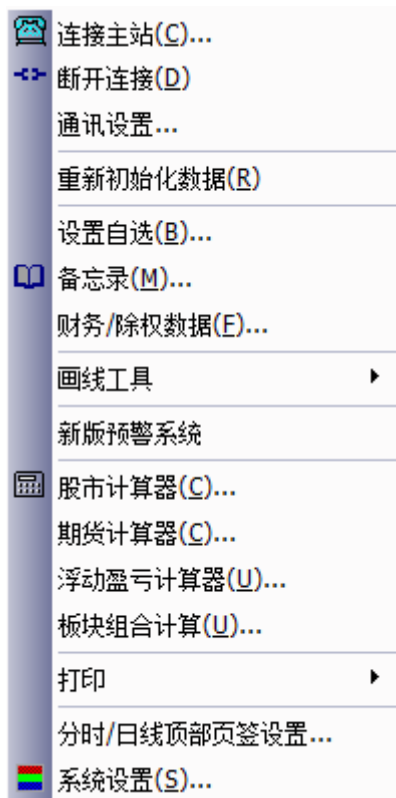 连接主站(C)...
断开连接(D)
通讯设置...
重新初始化数据(R)
设置自选(B)...
备忘录(M)...
财务/除权数据(F)...
画线工具
新版预警系统
股市计算器(C)...
期货计算器(C)...
浮动盈亏计算器(U)...
板块组合计算(U)...
打印
分时/日线顶部页签设置...
系统设置(S)...